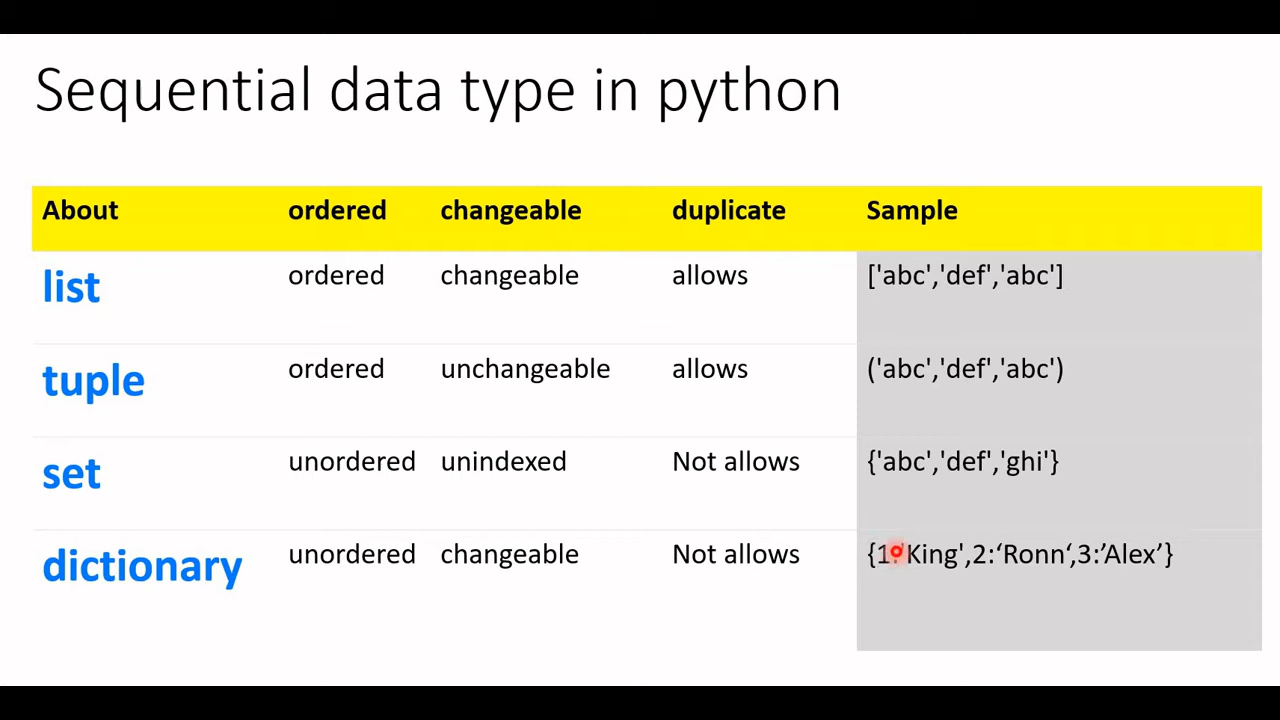 Sequential data type in python
About ordered changeable duplicate Sample
list ordered changeable allows ['abc','def','abc']
tuple ordered unchangeable allows ('abc','def','abc')
set unordered unindexed Not allows {'abc','def','ghi'}
dictionary unordered changeable Not allows {1:'King',2:‘Ronn‘,3:’Alex’}